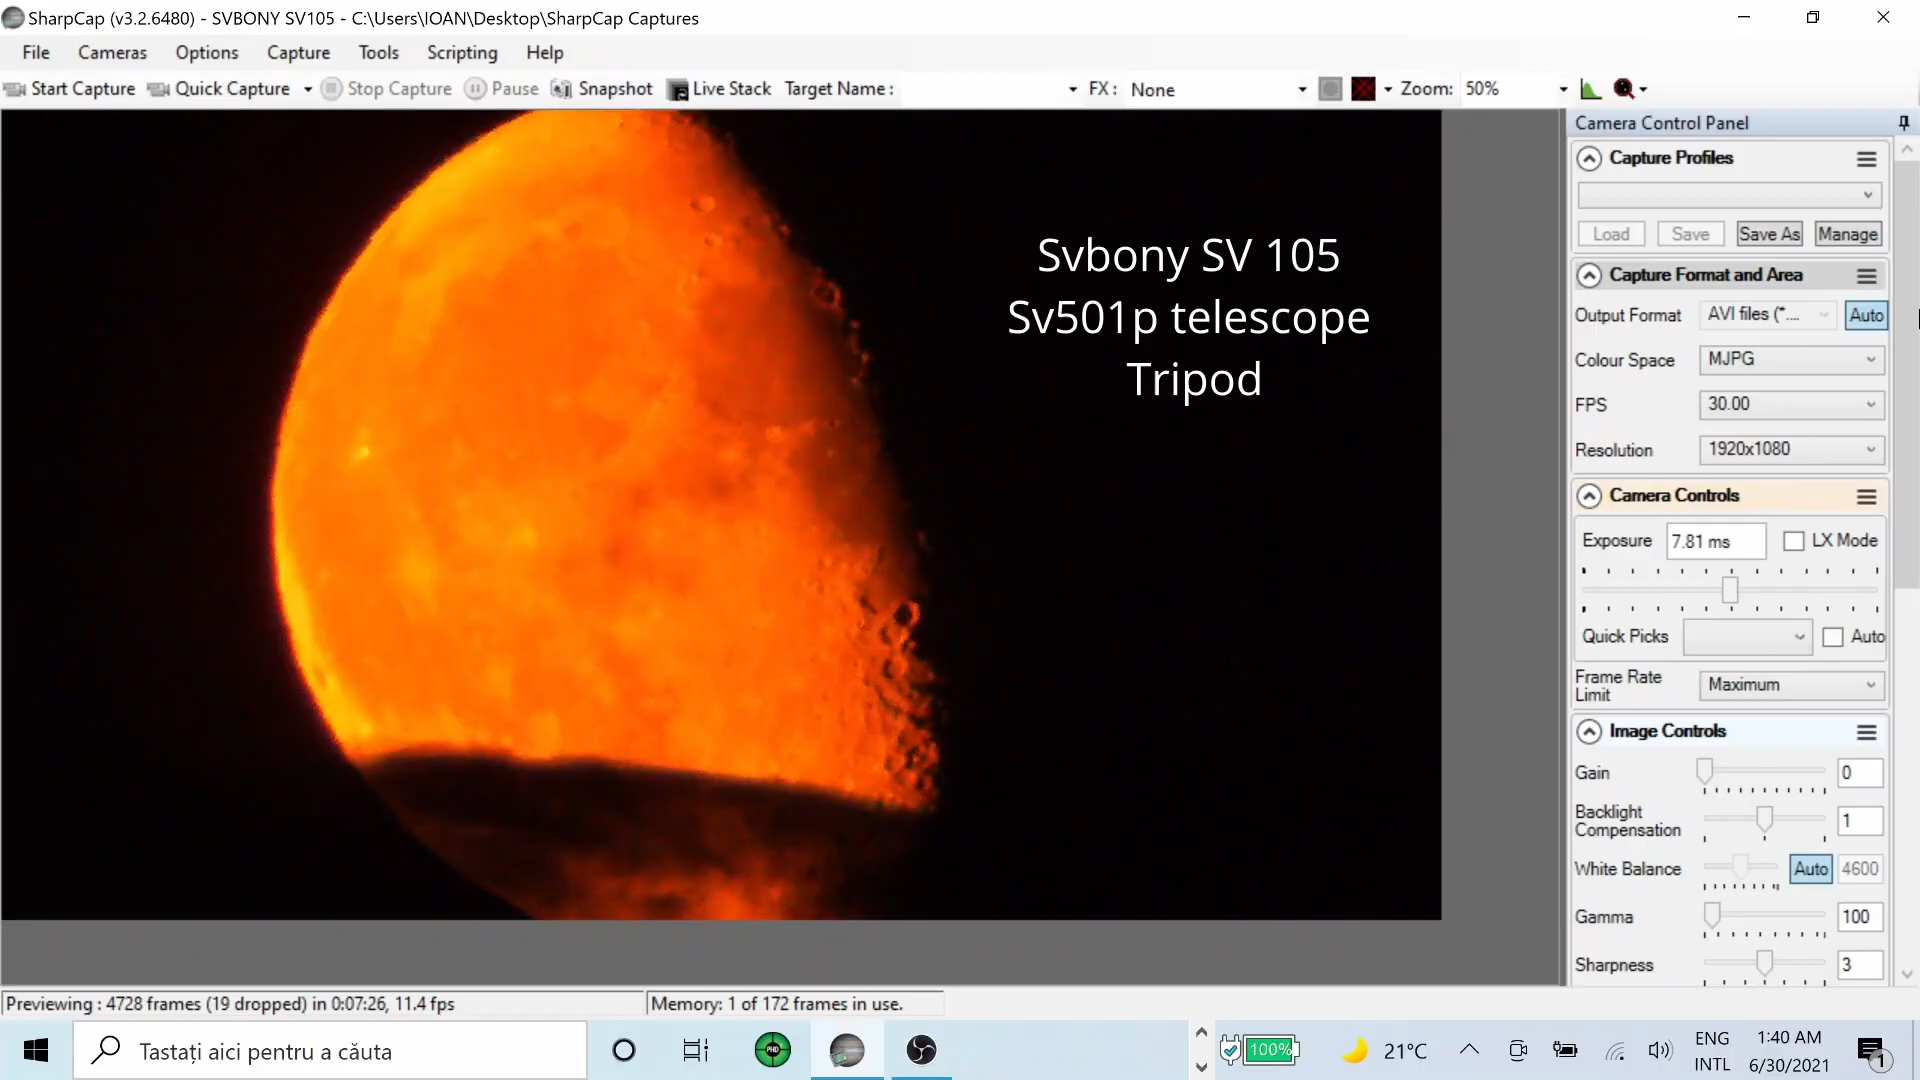 SharpCap (v3.2.6480) - SVBONY SV105 - C:\Users\IOAN\Desktop\SharpCap Captures
File Cameras Options Capture Tools Scripting Help
Start Capture Quick Capture Stop Capture Pause Snapshot Live Stack Target Name : FX : None Zoom: 50%
Camera Control Panel
Capture Profiles
Load Save Save As Manage
Capture Format and Area
Output Format AVI files (*.... Auto
Colour Space MJPG
FPS 30.00
Resolution 1920x1080
Camera Controls
Exposure 7.81 ms LX Mode
Quick Picks Auto
Frame Rate
Limit Maximum
Image Controls
Gain 0
Backlight
Compensation 1
White Balance Auto 4600
Gamma 100
Sharpness 3
Svbony SV 105
Sv501p telescope
Tripod
Previewing : 4728 frames (19 dropped) in 0:07:26, 11.4 fps Memory: 1 of 172 frames in use.
Tastați aici pentru a căuta
PHD
100%
21°C
ENG
INTL
1:40 AM
6/30/2021
1